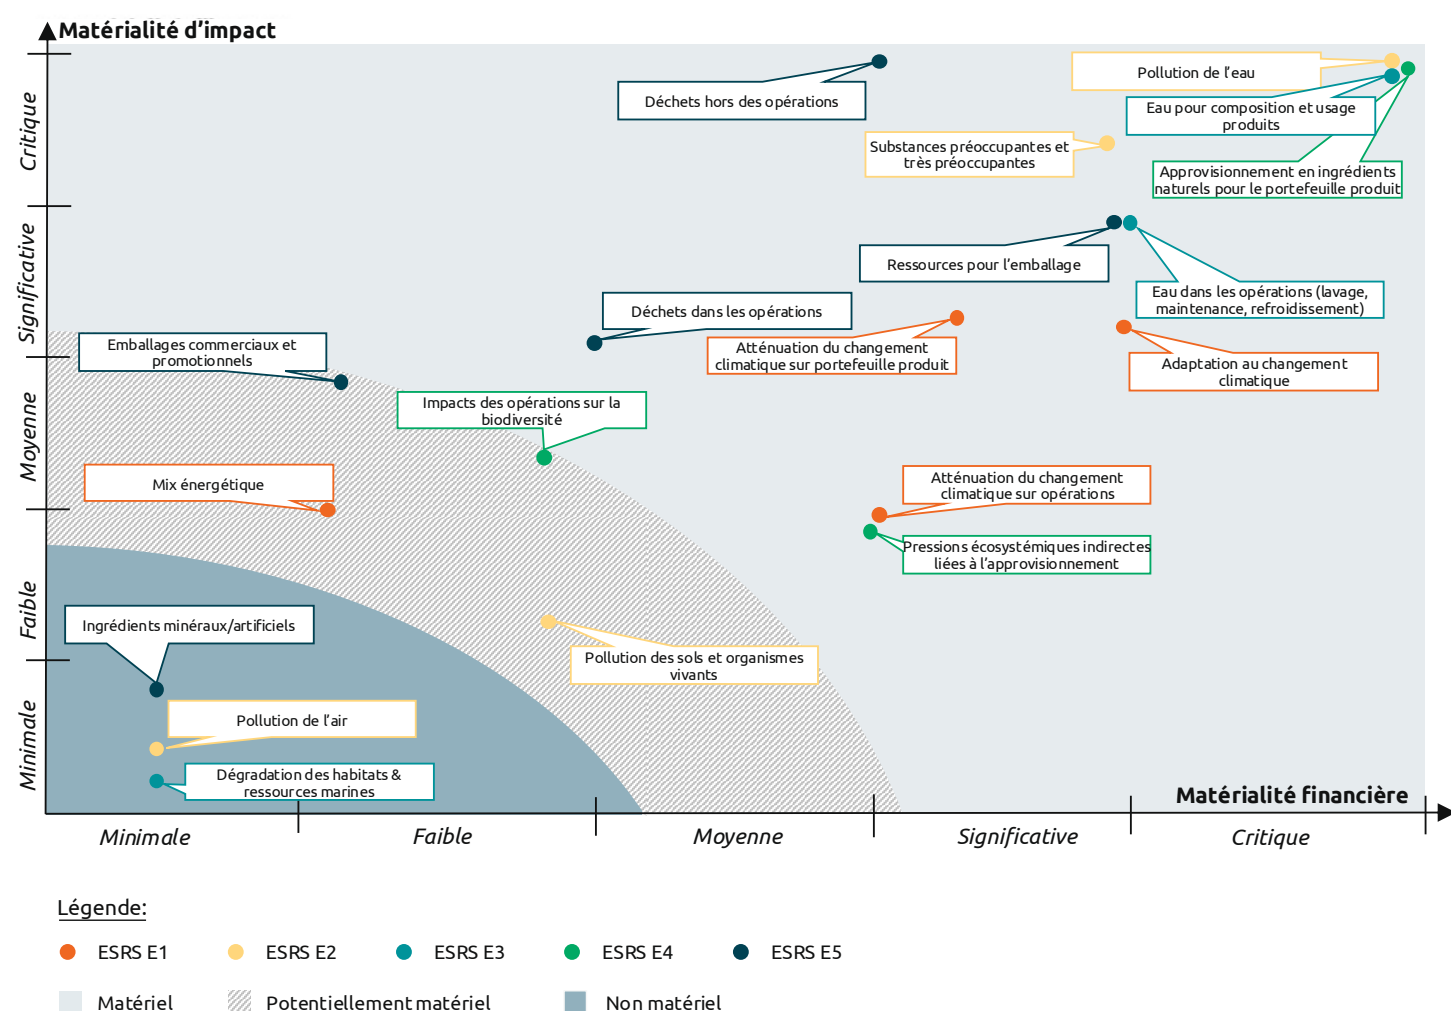 Matérialité d’impact
Critique
Significative
Moyenne
Faible
Minimale
Déchets hors des opérations
Pollution de l’eau
Eau pour composition et usage
produits
Substances préoccupantes et
très préoccupantes
Approvisionnement en ingrédients
naturels pour le portefeuille produit
Ressources pour l’emballage
Eau dans les opérations (lavage,
maintenance, refroidissement)
Déchets dans les opérations
Emballages commerciaux et
promotionnels
Atténuation du changement
climatique sur portefeuille produit
Adaptation au changement
climatique
Impacts des opérations sur la
biodiversité
Mix énergétique
Atténuation du changement
climatique sur opérations
Pressions écosystémiques indirectes
liées à l’approvisionnement
Ingrédients minéraux/artificiels
Pollution des sols et organismes
vivants
Pollution de l’air
Dégradation des habitats &
ressources marines
Matérialité financière
Minimale
Faible
Moyenne
Significative
Critique
Légende:
ESRS E1
ESRS E2
ESRS E3
ESRS E4
ESRS E5
Matériel
Potentiellement matériel
Non matériel